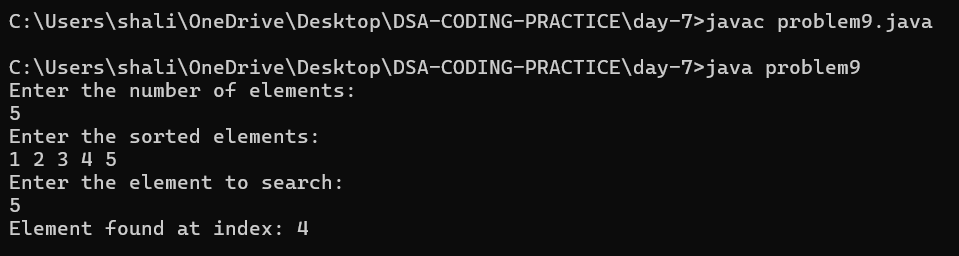 C:\Users\shali\OneDrive\Desktop\DSA-CODING-PRACTICE\day-7>javac problem9.java
C:\Users\shali\OneDrive\Desktop\DSA-CODING-PRACTICE\day-7>java problem9
Enter the number of elements:
5
Enter the sorted elements:
1 2 3 4 5
Enter the element to search:
5
Element found at index: 4